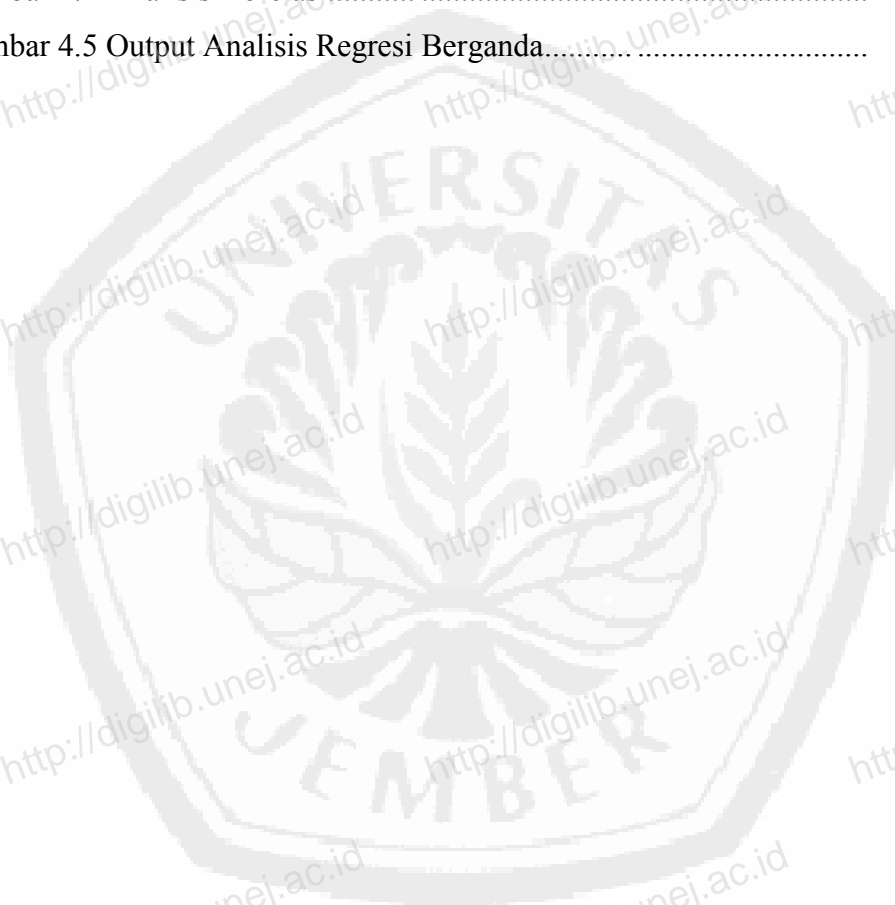 mbar 4.5 Output Analisis Regresi Berganda........... .............................
http://digilib.unej.ac.id
http://digilib.unej.ac.id
UNIVERSITAS
http://digilib.unej.ac.id
http://digilib.unej.ac.id
http://digilib.unej.ac.id
http://digilib.unej.ac.id
http://digilib.unej.ac.id
http://digilib.unej.ac.id
JEMBER